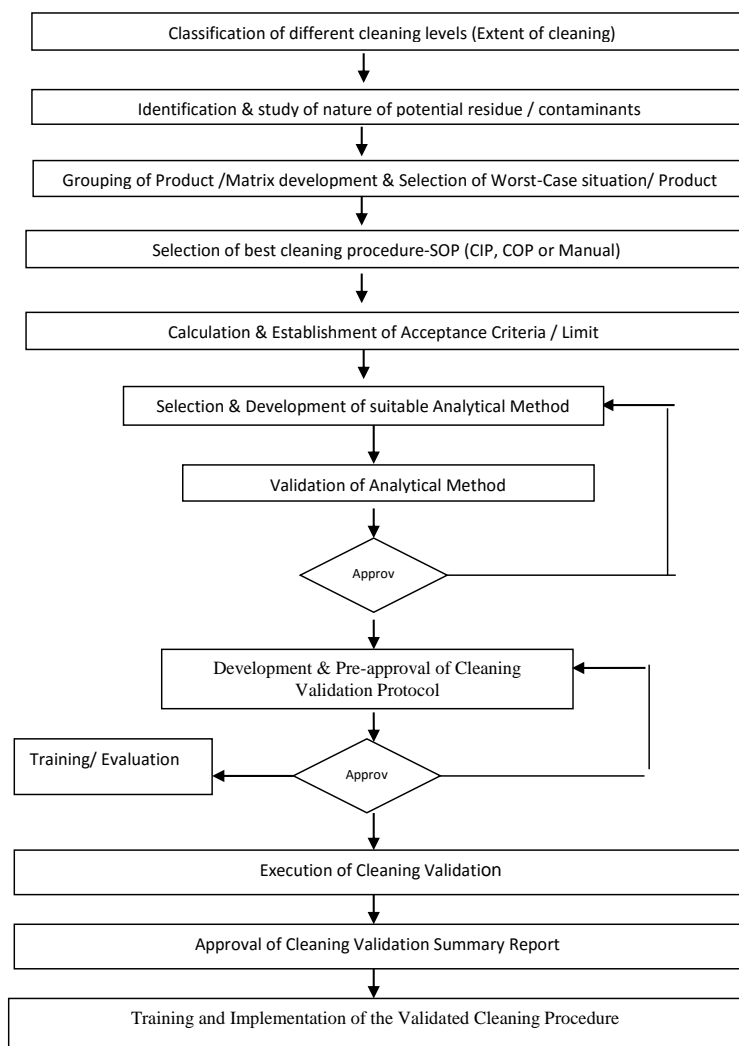 Classification of different cleaning levels (Extent of cleaning)
Identification & study of nature of potential residue / contaminants
Grouping of Product /Matrix development & Selection of Worst-Case situation/ Product
Selection of best cleaning procedure-SOP (CIP, COP or Manual)
Calculation & Establishment of Acceptance Criteria / Limit
Selection & Development of suitable Analytical Method
Validation of Analytical Method
Approv
Development & Pre-approval of Cleaning
Validation Protocol
Training/ Evaluation
Approv
Execution of Cleaning Validation
Approval of Cleaning Validation Summary Report
Training and Implementation of the Validated Cleaning Procedure